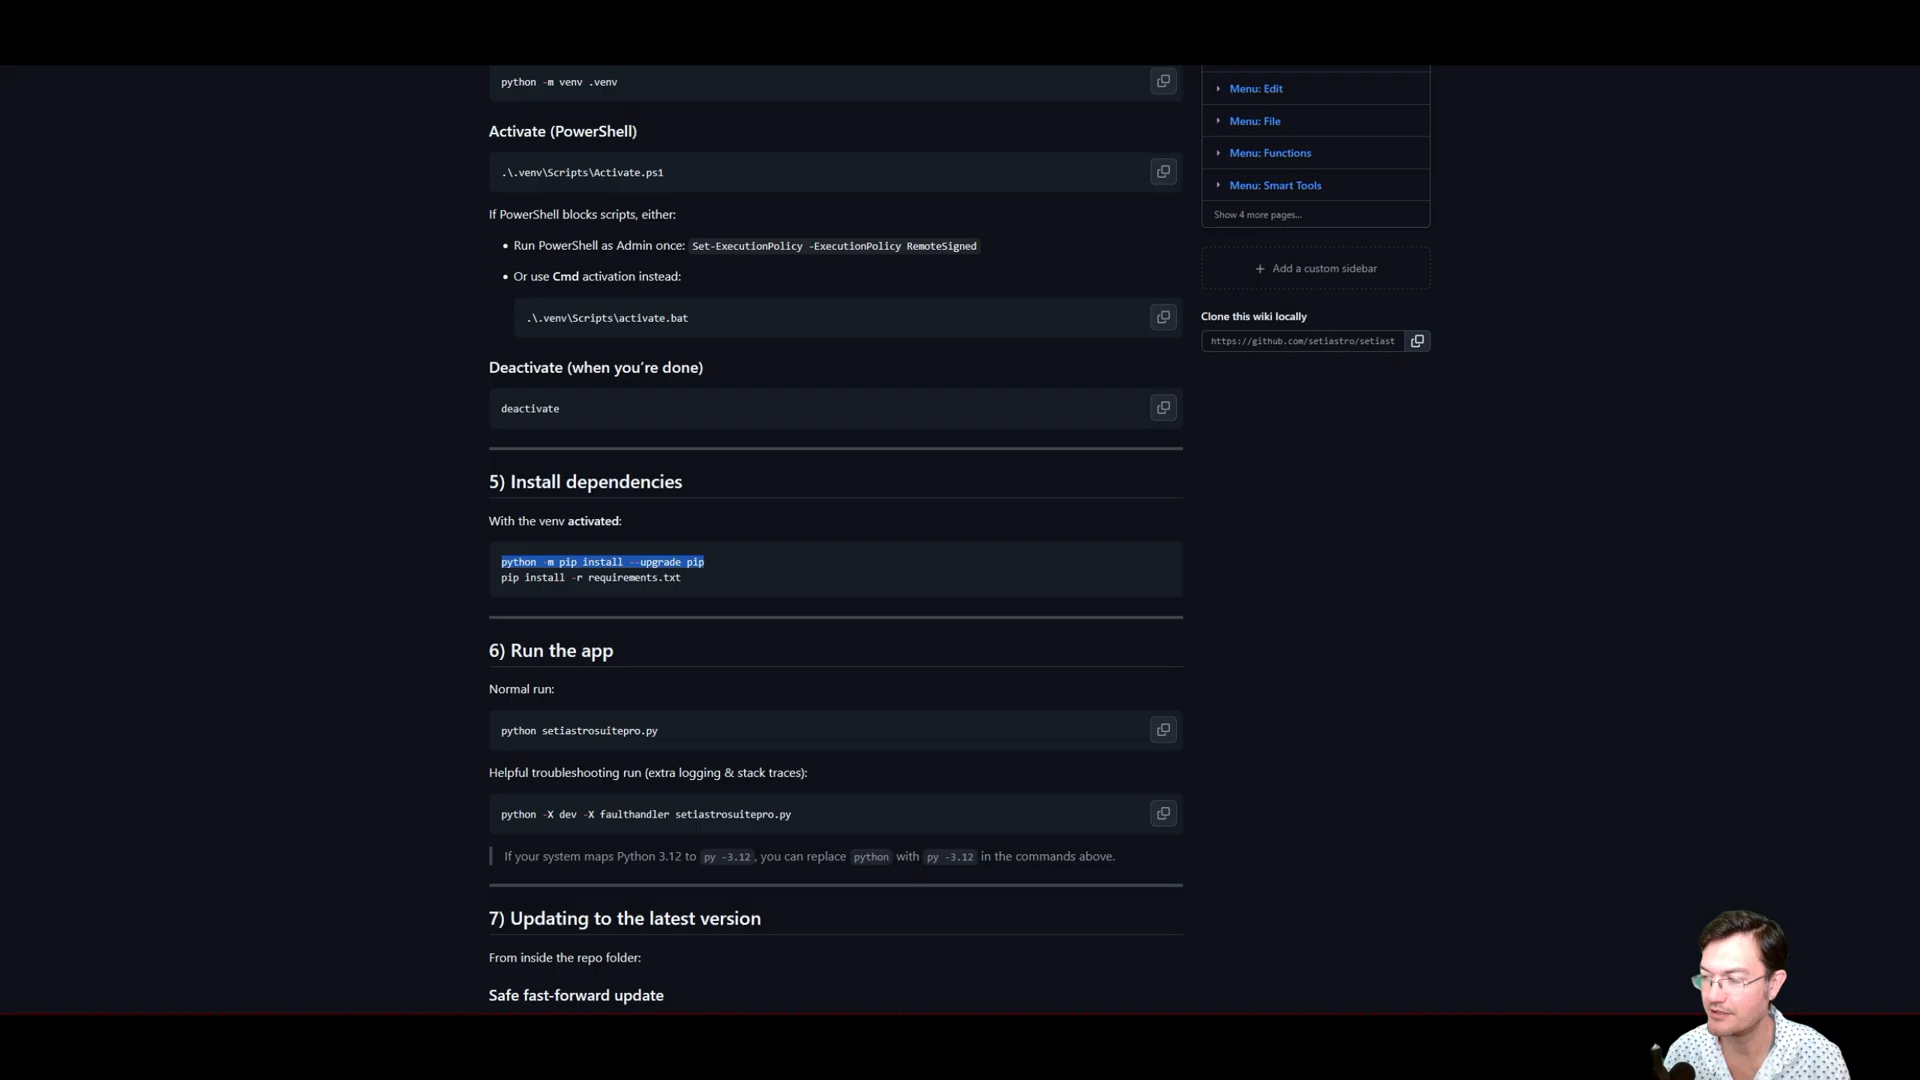 python -m venv .venv
Activate (PowerShell)
.\.venv\Scripts\Activate.ps1
If PowerShell blocks scripts, either:
• Run PowerShell as Admin once: Set-ExecutionPolicy -ExecutionPolicy RemoteSigned
• Or use Cmd activation instead:
.\.venv\Scripts\activate.bat
Deactivate (when you’re done)
deactivate
5) Install dependencies
With the venv activated:
python -m pip install --upgrade pip
pip install -r requirements.txt
6) Run the app
Normal run:
python setiastrosuitepro.py
Helpful troubleshooting run (extra logging & stack traces):
python -X dev -X faulthandler setiastrosuitepro.py
If your system maps Python 3.12 to py -3.12, you can replace python with py -3.12 in the commands above.
7) Updating to the latest version
From inside the repo folder:
Safe fast-forward update
Menu: Edit
Menu: File
Menu: Functions
Menu: Smart Tools
Show 4 more pages...
+ Add a custom sidebar
Clone this wiki locally
https://github.com/setiastro/setiast